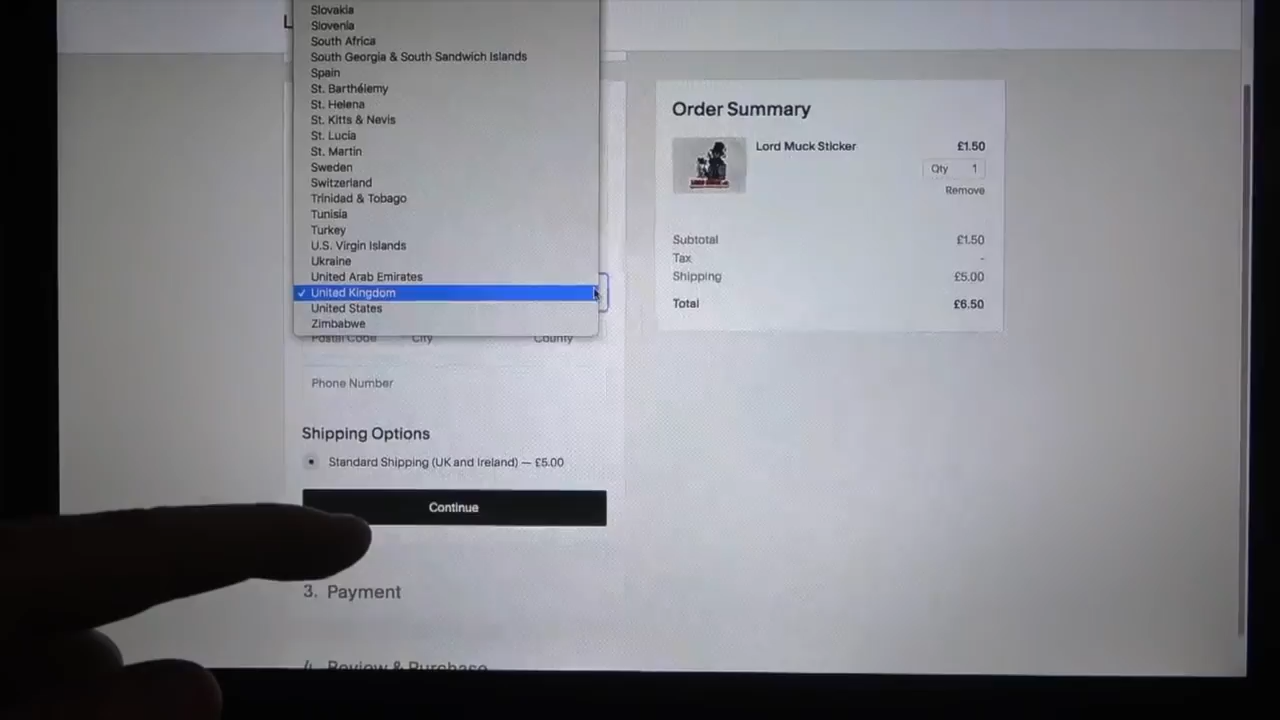 L
Slovakia
Slovenia
South Africa
South Georgia & South Sandwich Islands
Spain
St. Barthélemy
St. Helena
St. Kitts & Nevis
St. Lucia
St. Martin
Sweden
Switzerland
Trinidad & Tobago
Tunisia
Turkey
U.S. Virgin Islands
Ukraine
United Arab Emirates
✓ United Kingdom
United States
Zimbabwe
Postal Code City County
Phone Number
Shipping Options
Standard Shipping (UK and Ireland) — £5.00
Continue
3. Payment
4. Review & Purchase
Order Summary
Lord Muck Sticker £1.50
Qty 1
Remove
Subtotal £1.50
Tax -
Shipping £5.00
Total £6.50